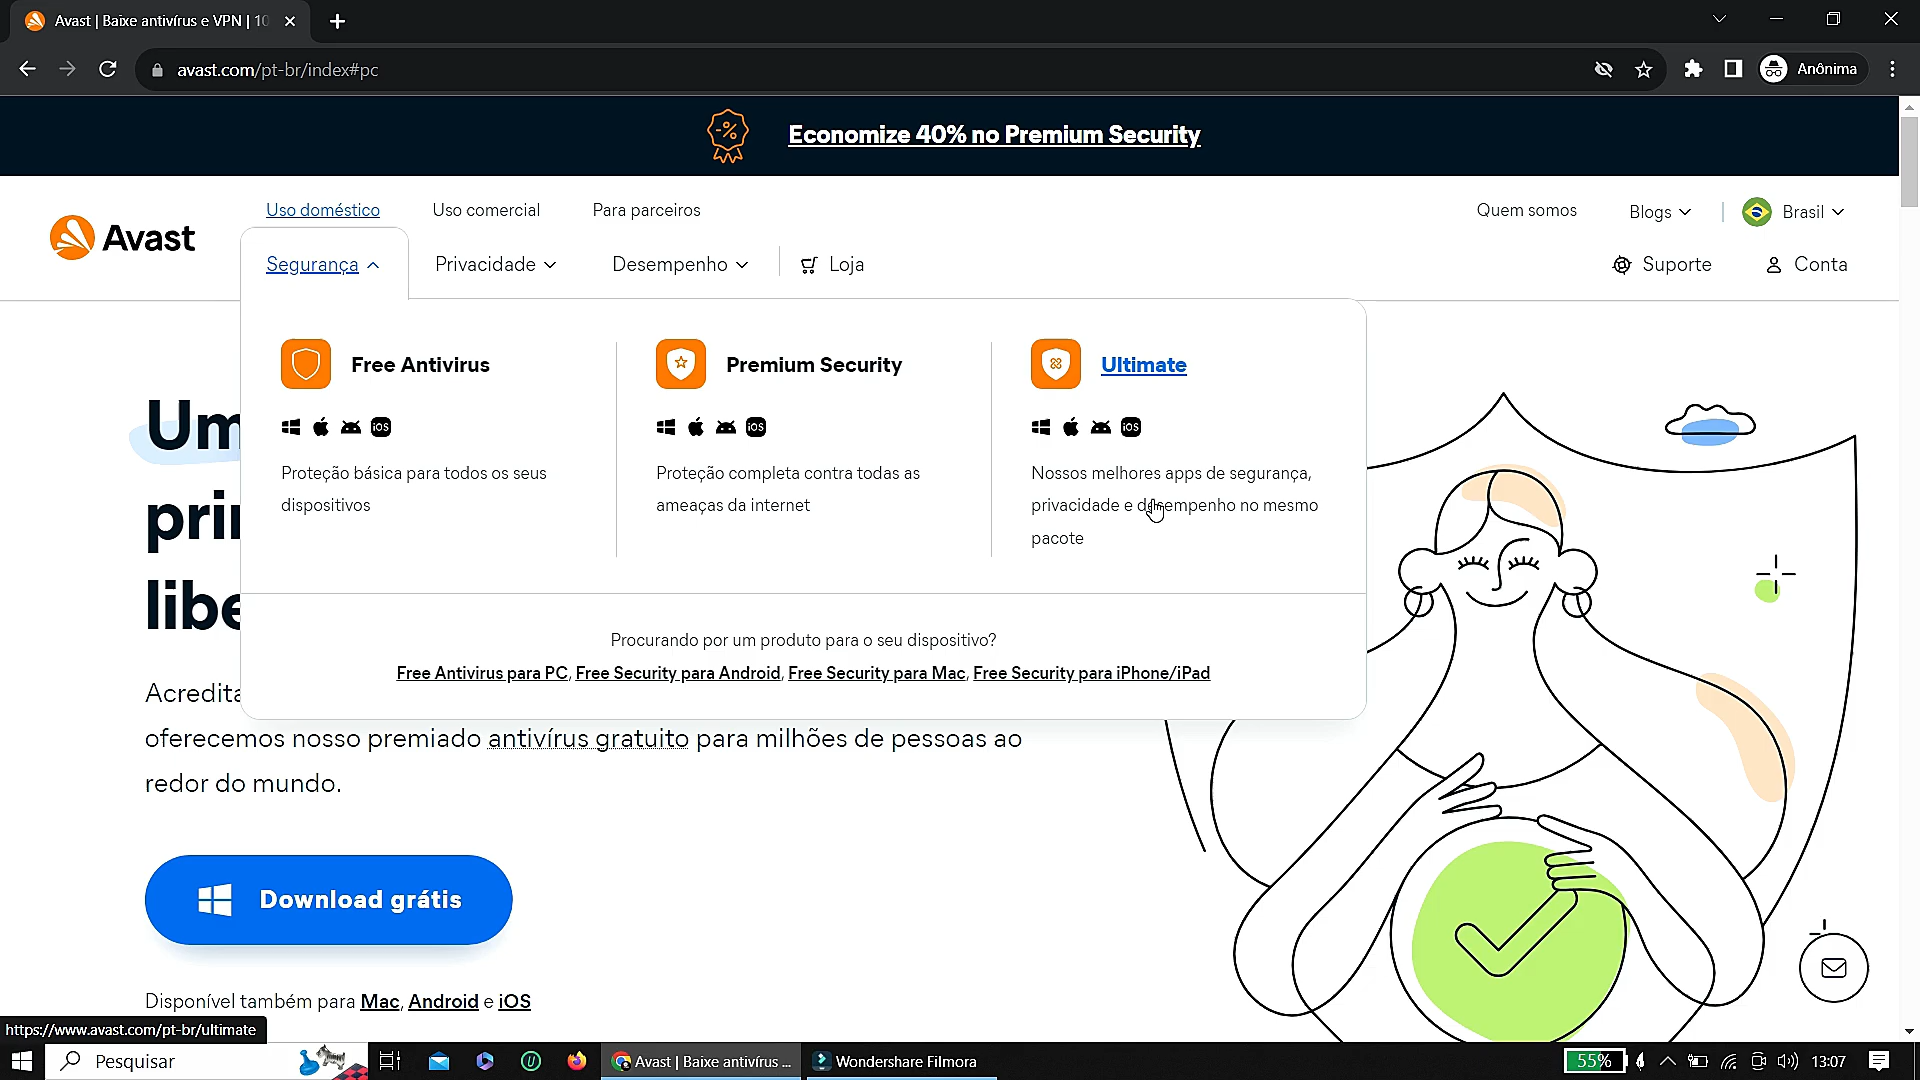 Avast | Baixe antivírus e VPN | 10
avast.com/pt-br/index#pc
Anônima
Economize 40% no Premium Security
Avast
Uso doméstico
Uso comercial
Para parceiros
Quem somos
Blogs
Brasil
Segurança
Privacidade
Desempenho
Loja
Suporte
Conta
Free Antivirus
iOS
Proteção básica para todos os seus
dispositivos
Premium Security
iOS
Proteção completa contra todas as
ameaças da internet
Ultimate
iOS
Nossos melhores apps de segurança,
privacidade e desempenho no mesmo
pacote
Procurando por um produto para o seu dispositivo?
Free Antivirus para PC, Free Security para Android, Free Security para Mac, Free Security para iPhone/iPad
oferecemos nosso premiado antivírus gratuito para milhões de pessoas ao
redor do mundo.
Download grátis
Disponível também para Mac, Android e iOS
https://www.avast.com/pt-br/ultimate
Pesquisar
Avast | Baixe antivírus ...
Wondershare Filmora
55%
13:07